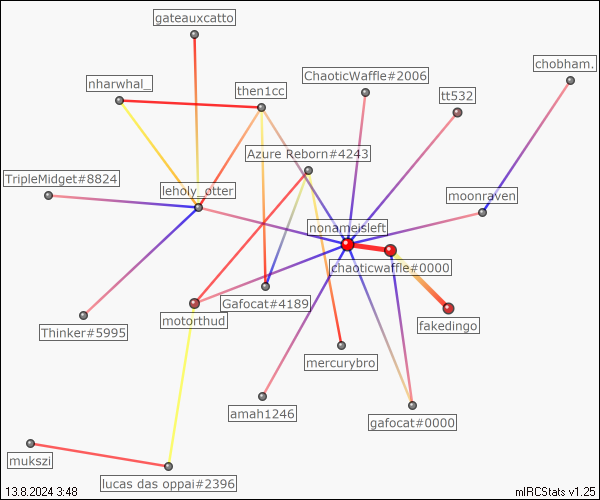 gateauxcatto
chobham.
ChaoticWaffle#2006
nharwhal_
then1cc
tt532
Azure Reborn#4243
TripleMidget#8824
leholy_otter
moonraven
nonameisleft
chaoticwaffle#0000
Gafocat#4189
motorthud
fakedingo
Thinker#5995
mercurybro
amah1246
gafocat#0000
mukszi
lucas das oppai#2396
13.8.2024 3:48
mIRCStats v1.25